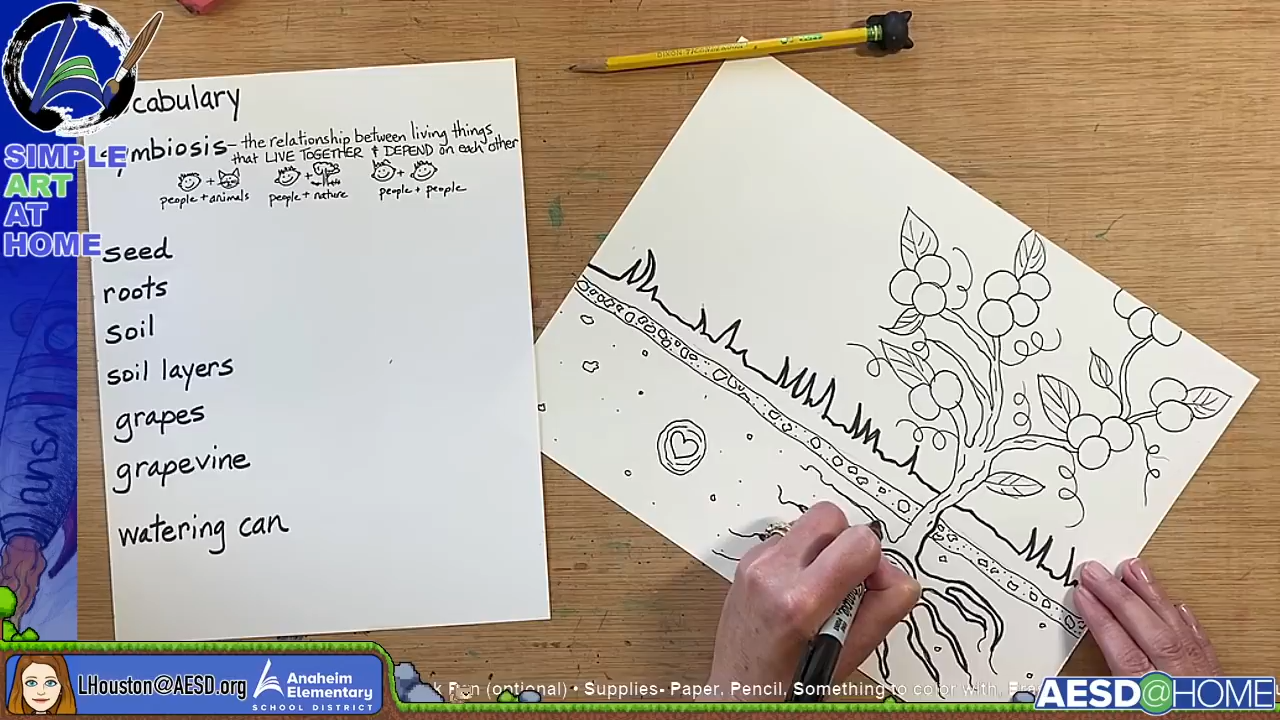 SIMPLE
ART
AT
HOME
cabulary
symbiosis - the relationship between living things
that LIVE TOGETHER & DEPEND on each other
people + animals people + nature people + people
seed
roots
soil
soil layers
grapes
grapevine
watering can
LHouston@AESD.org
Anaheim
Elementary
SCHOOL DISTRICT
(optional) • Supplies- Paper, Pencil, Something to color with,
AESD@HOME